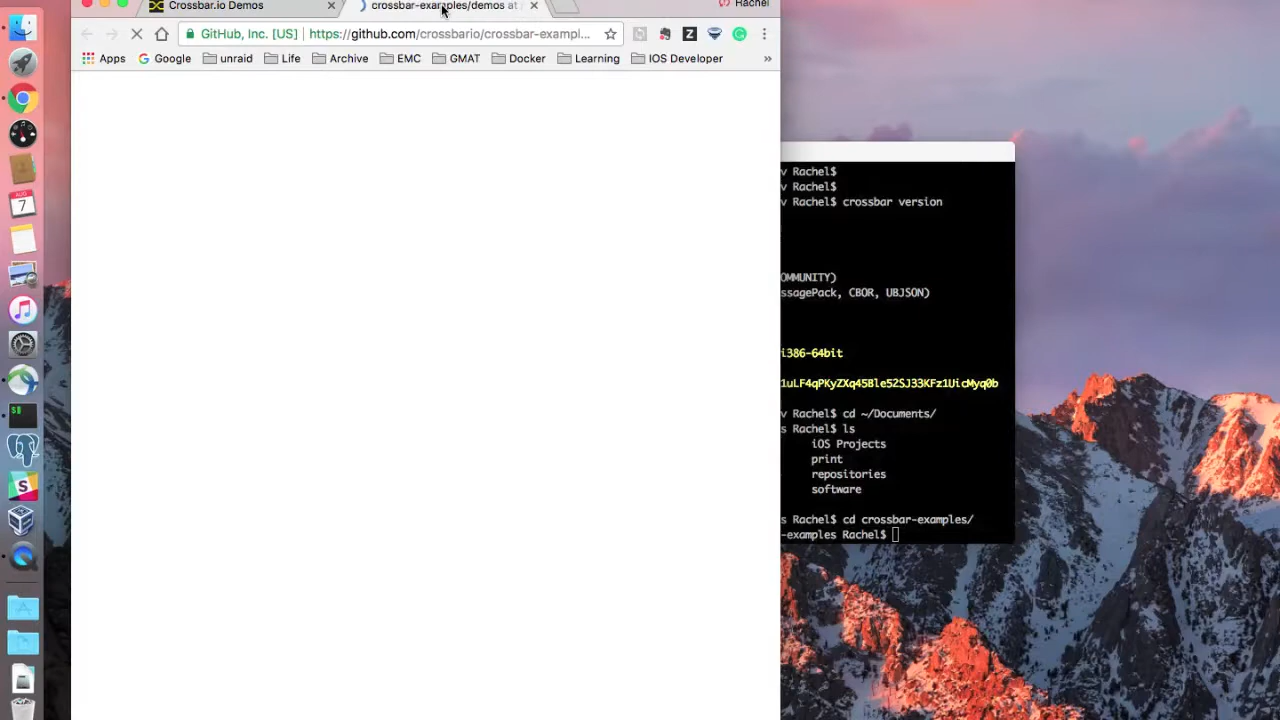 Crossbar.io Demos
crossbar-examples/demos at
Rachel
GitHub, Inc. [US]
https://github.com/crossbario/crossbar-exampl...
Apps
Google
unraid
Life
Archive
EMC
GMAT
Docker
Learning
IOS Developer
»
AUG
7
v Rachel$
v Rachel$
v Rachel$ crossbar version
OMMUNITY)
ssagePack, CBOR, UBJSON)
i386-64bit
1uLF4qPKyZXq45Ble52SJ33KFz1UicMyq0b
v Rachel$ cd ~/Documents/
s Rachel$ ls
iOS Projects
print
repositories
software
s Rachel$ cd crossbar-examples/
-examples Rachel$